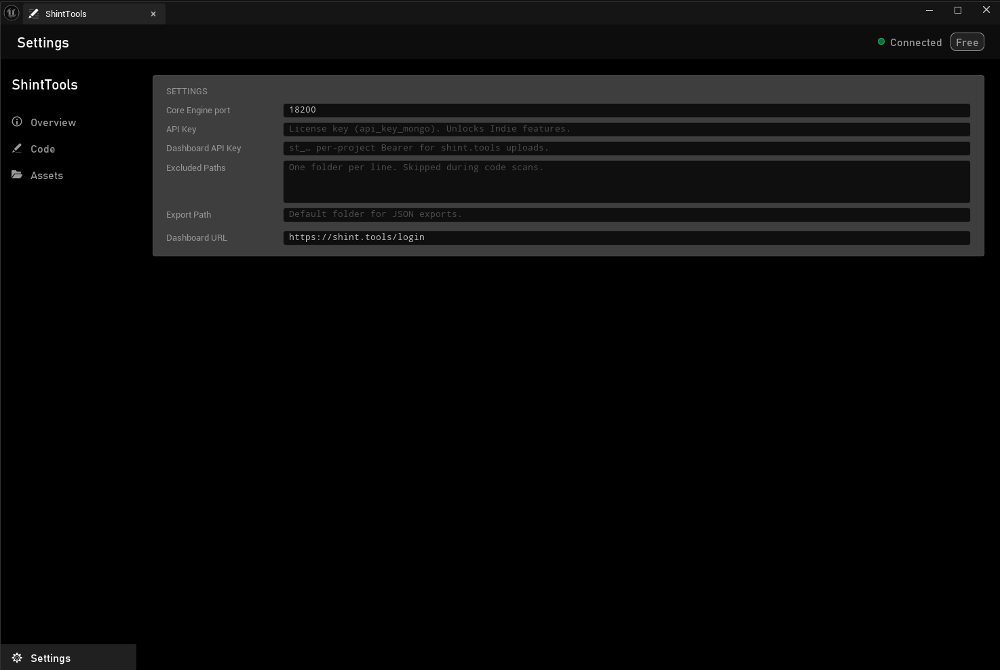 ShintTools
Settings
Connected
Free
ShintTools
Overview
Code
Assets
SETTINGS
Core Engine port
18200
API Key
License key (api_key_mongo). Unlocks Indie features.
Dashboard API Key
st_… per-project Bearer for shint.tools uploads.
Excluded Paths
One folder per line. Skipped during code scans.
Export Path
Default folder for JSON exports.
Dashboard URL
https://shint.tools/login
Settings